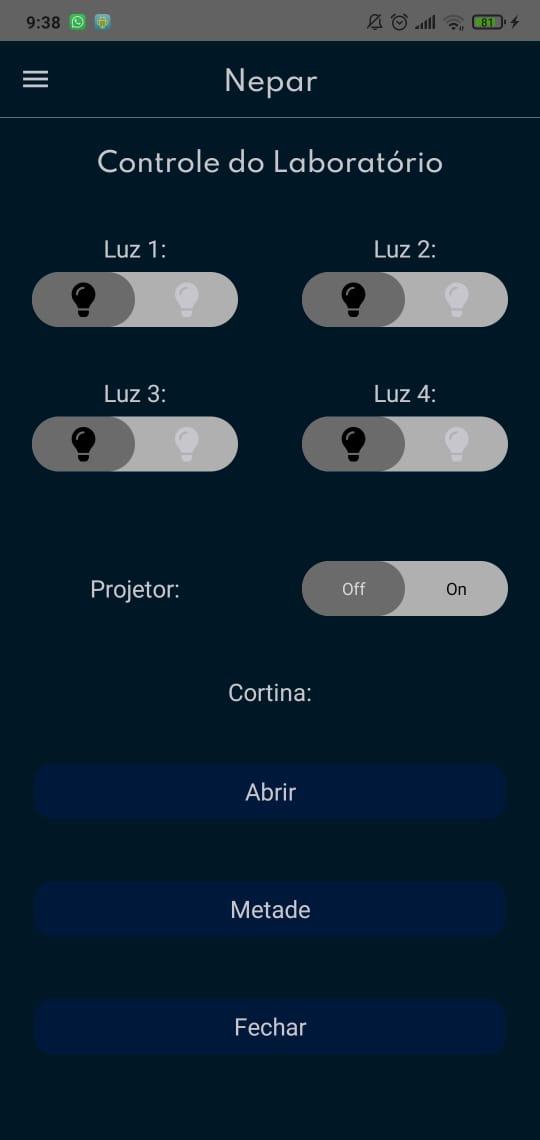 9:38
81
Nepar
Controle do Laboratório
Luz 1:
Luz 2:
Luz 3:
Luz 4:
Projetor:
Off
On
Cortina:
Abrir
Metade
Fechar